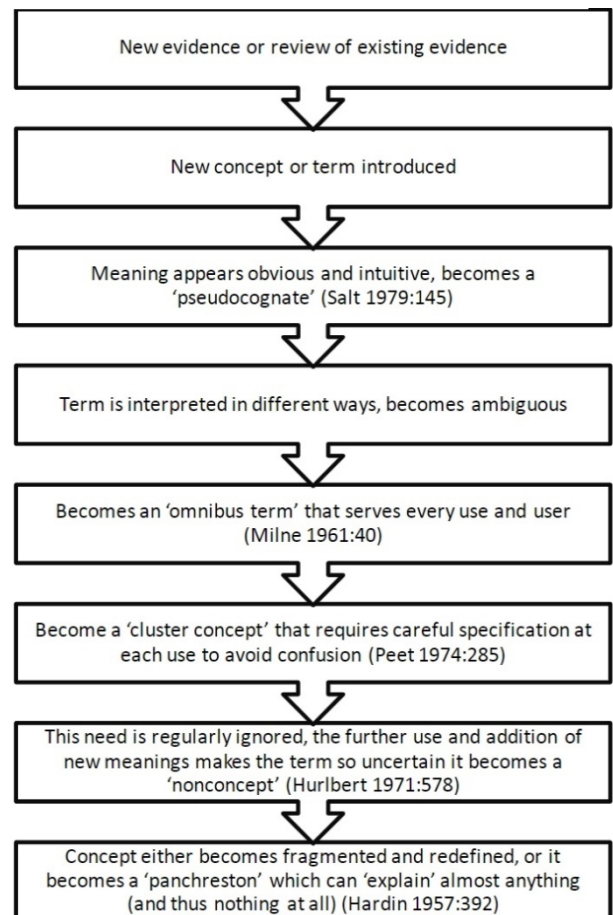 New evidence or review of existing evidence
New concept or term introduced
Meaning appears obvious and intuitive, becomes a
‘pseudocognate’ (Salt 1979:145)
Term is interpreted in different ways, becomes ambiguous
Becomes an ‘omnibus term’ that serves every use and user
(Milne 1961:40)
Become a ‘cluster concept’ that requires careful specification at
each use to avoid confusion (Peet 1974:285)
This need is regularly ignored, the further use and addition of
new meanings makes the term so uncertain it becomes a
‘nonconcept’ (Hurlbert 1971:578)
Concept either becomes fragmented and redefined, or it
becomes a ‘panchreston’ which can ‘explain’ almost anything
(and thus nothing at all) (Hardin 1957:392)